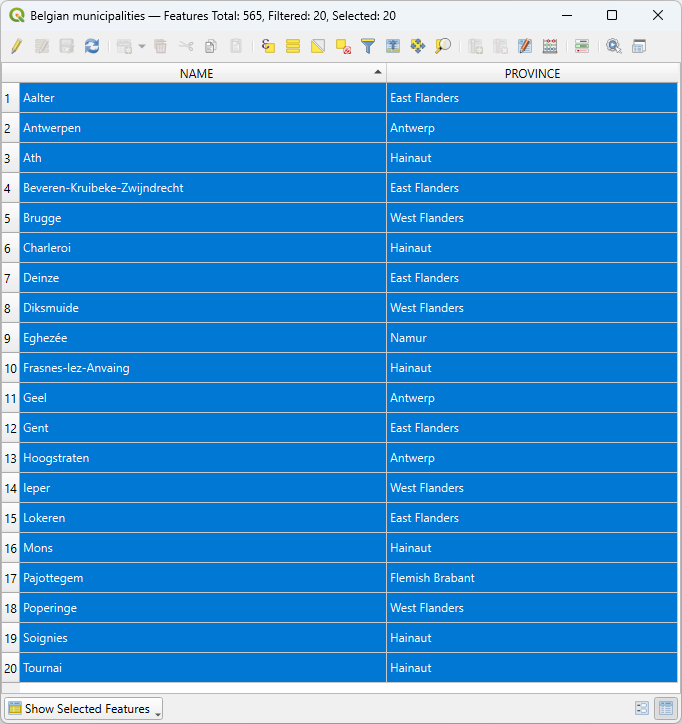 Belgian municipalities — Features Total: 565, Filtered: 20, Selected: 20
NAME PROVINCE
1 Aalter East Flanders
2 Antwerpen Antwerp
3 Ath Hainaut
4 Beveren-Kruibeke-Zwijndrecht East Flanders
5 Brugge West Flanders
6 Charleroi Hainaut
7 Deinze East Flanders
8 Diksmuide West Flanders
9 Eghezée Namur
10 Frasnes-lez-Anvaing Hainaut
11 Geel Antwerp
12 Gent East Flanders
13 Hoogstraten Antwerp
14 Ieper West Flanders
15 Lokeren East Flanders
16 Mons Hainaut
17 Pajottegem Flemish Brabant
18 Poperinge West Flanders
19 Soignies Hainaut
20 Tournai Hainaut
Show Selected Features